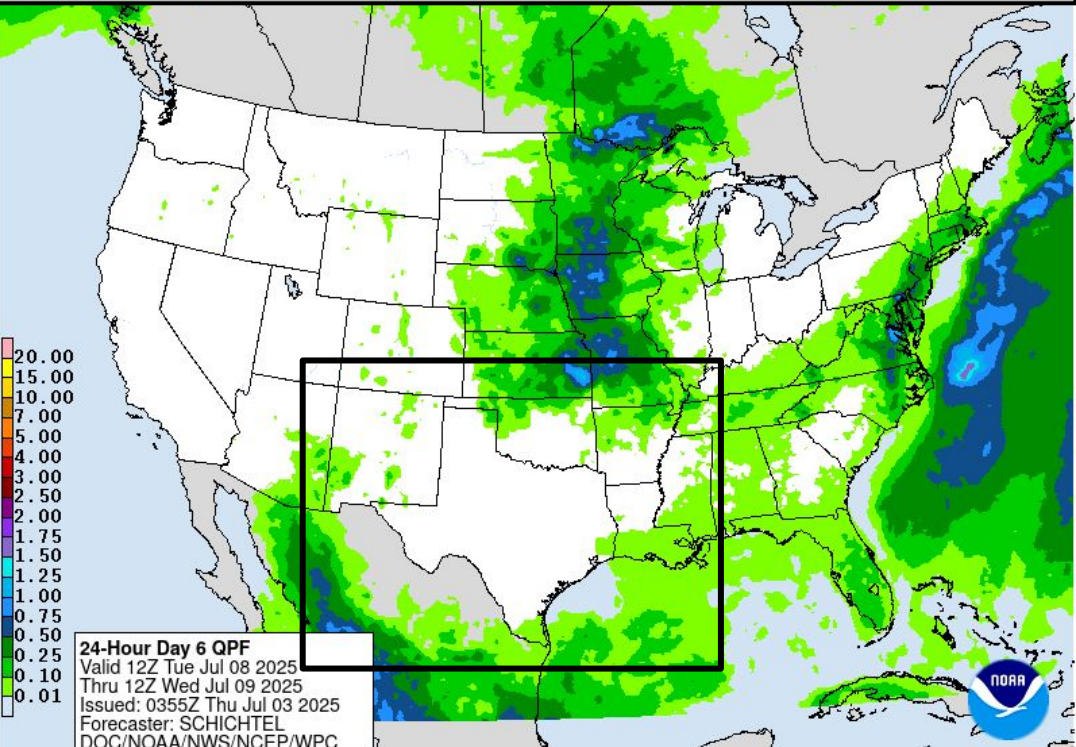 20.00
15.00
10.00
7.00
5.00
4.00
3.00
2.50
2.00
1.75
1.50
1.25
1.00
0.75
0.50
0.25
0.10
0.01
24-Hour Day 6 QPF
Valid 12Z Tue Jul 08 2025
Thru 12Z Wed Jul 09 2025
Issued: 0355Z Thu Jul 03 2025
Forecaster: SCHICHTEL
DOC/NOAA/NWS/NCEP/WPC
NOAA